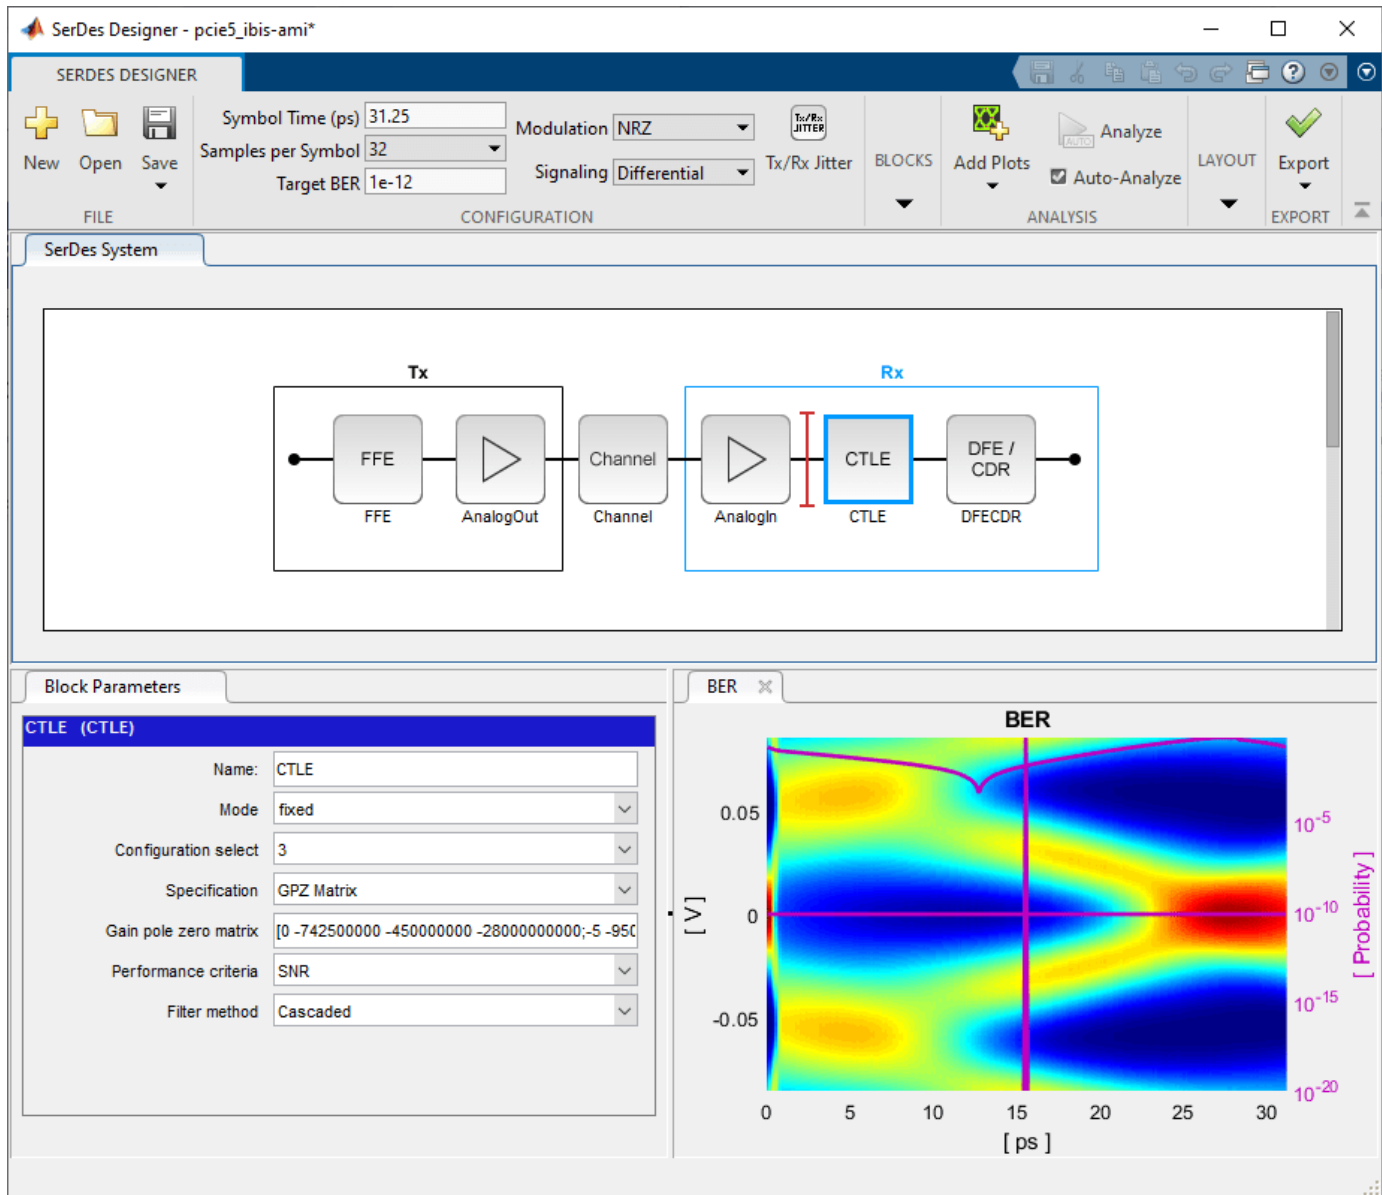 SerDes Designer - pcie5_ibis-ami*
SERDES DESIGNER
New
Open
Save
FILE
Symbol Time (ps) 31.25
Samples per Symbol 32
Target BER 1e-12
Modulation NRZ
Signaling Differential
Tx/Rx
JITTER
Tx/Rx Jitter
CONFIGURATION
BLOCKS
Add Plots
AUTO
Analyze
Auto-Analyze
ANALYSIS
LAYOUT
Export
EXPORT
SerDes System
Tx
Rx
FFE
Channel
CTLE
DFE /
CDR
FFE
AnalogOut
Channel
AnalogIn
CTLE
DFECDR
Block Parameters
CTLE (CTLE)
Name: CTLE
Mode fixed
Configuration select 3
Specification GPZ Matrix
Gain pole zero matrix [0 -742500000 -450000000 -28000000000;-5 -950
Performance criteria SNR
Filter method Cascaded
BER
BER
[ V ]
0.05
0
-0.05
0 5 10 15 20 25 30
[ ps ]
10-5
10-10
10-15
10-20
[ Probability ]